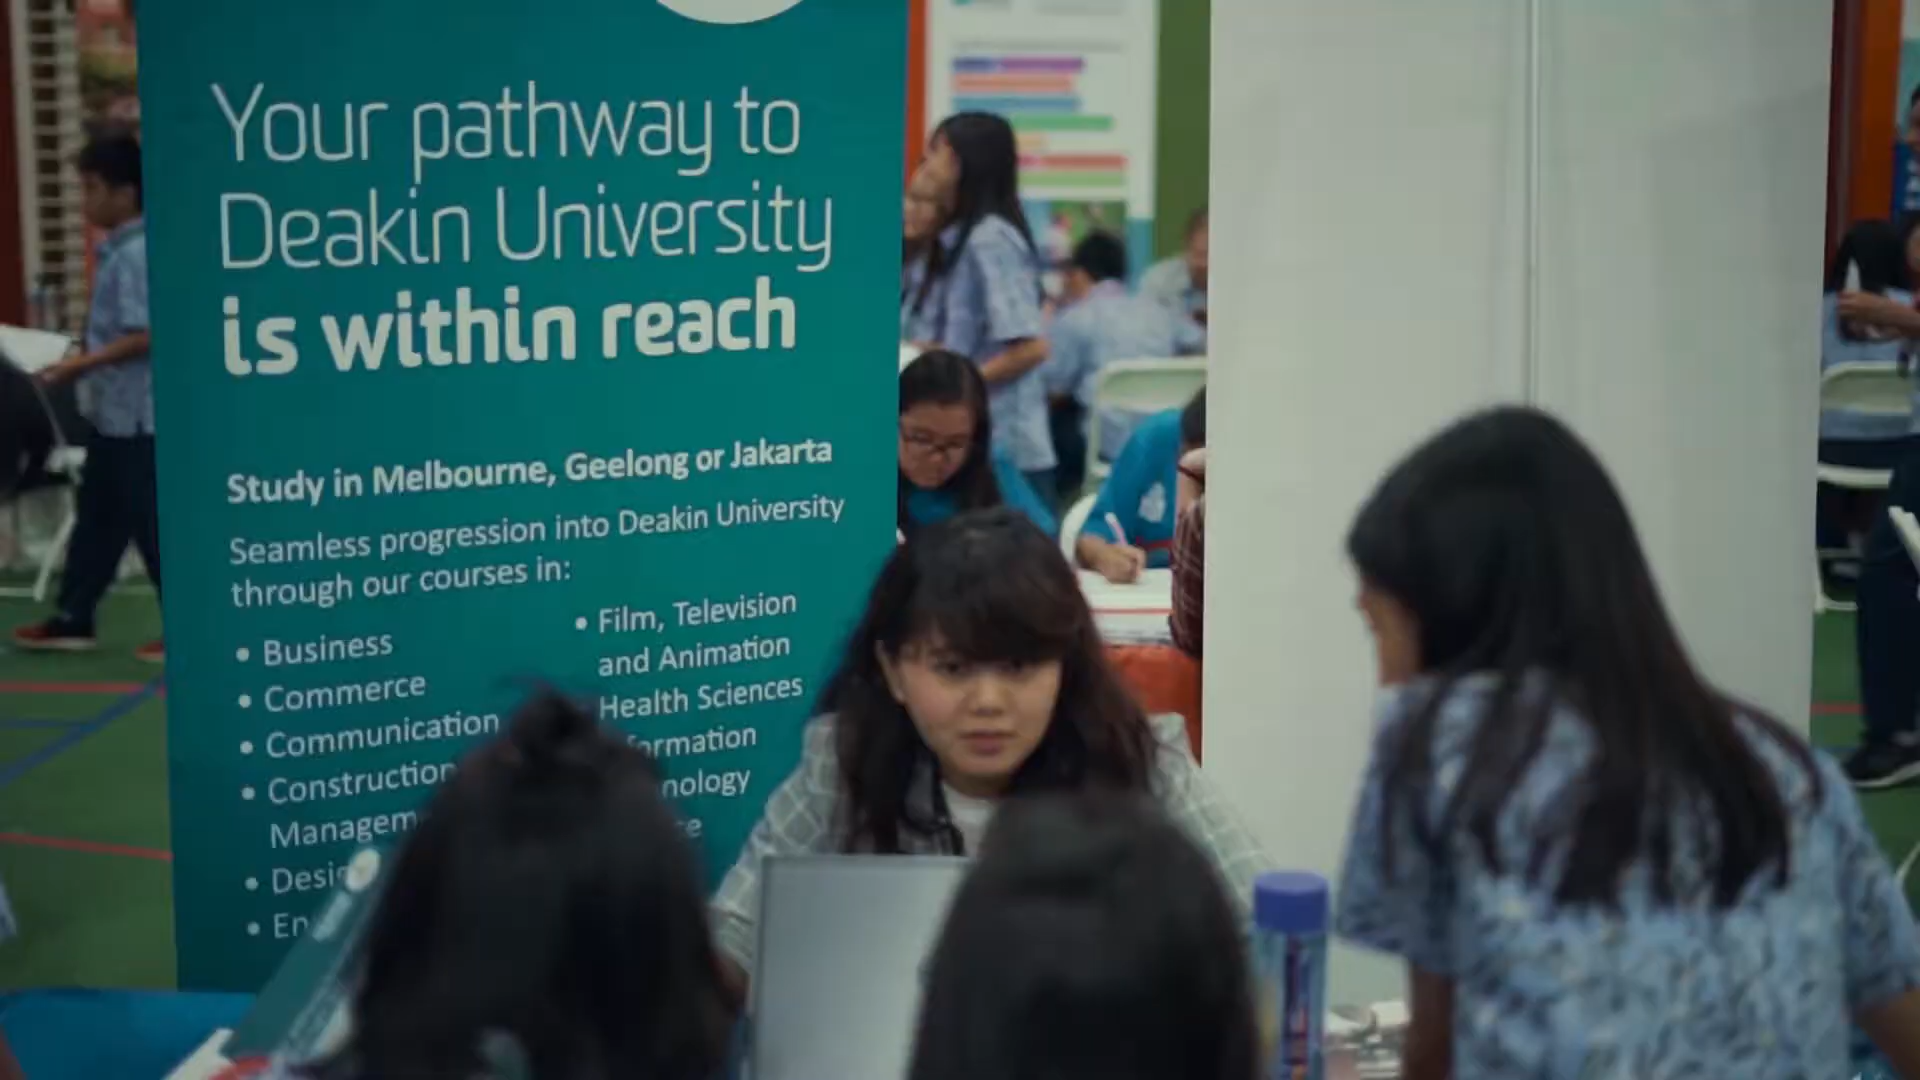 Your pathway to
Deakin University
is within reach
Study in Melbourne, Geelong or Jakarta
Seamless progression into Deakin University
through our courses in:
• Business
• Commerce
• Communication
• Construction
• Film, Television
and Animation
Health Sciences